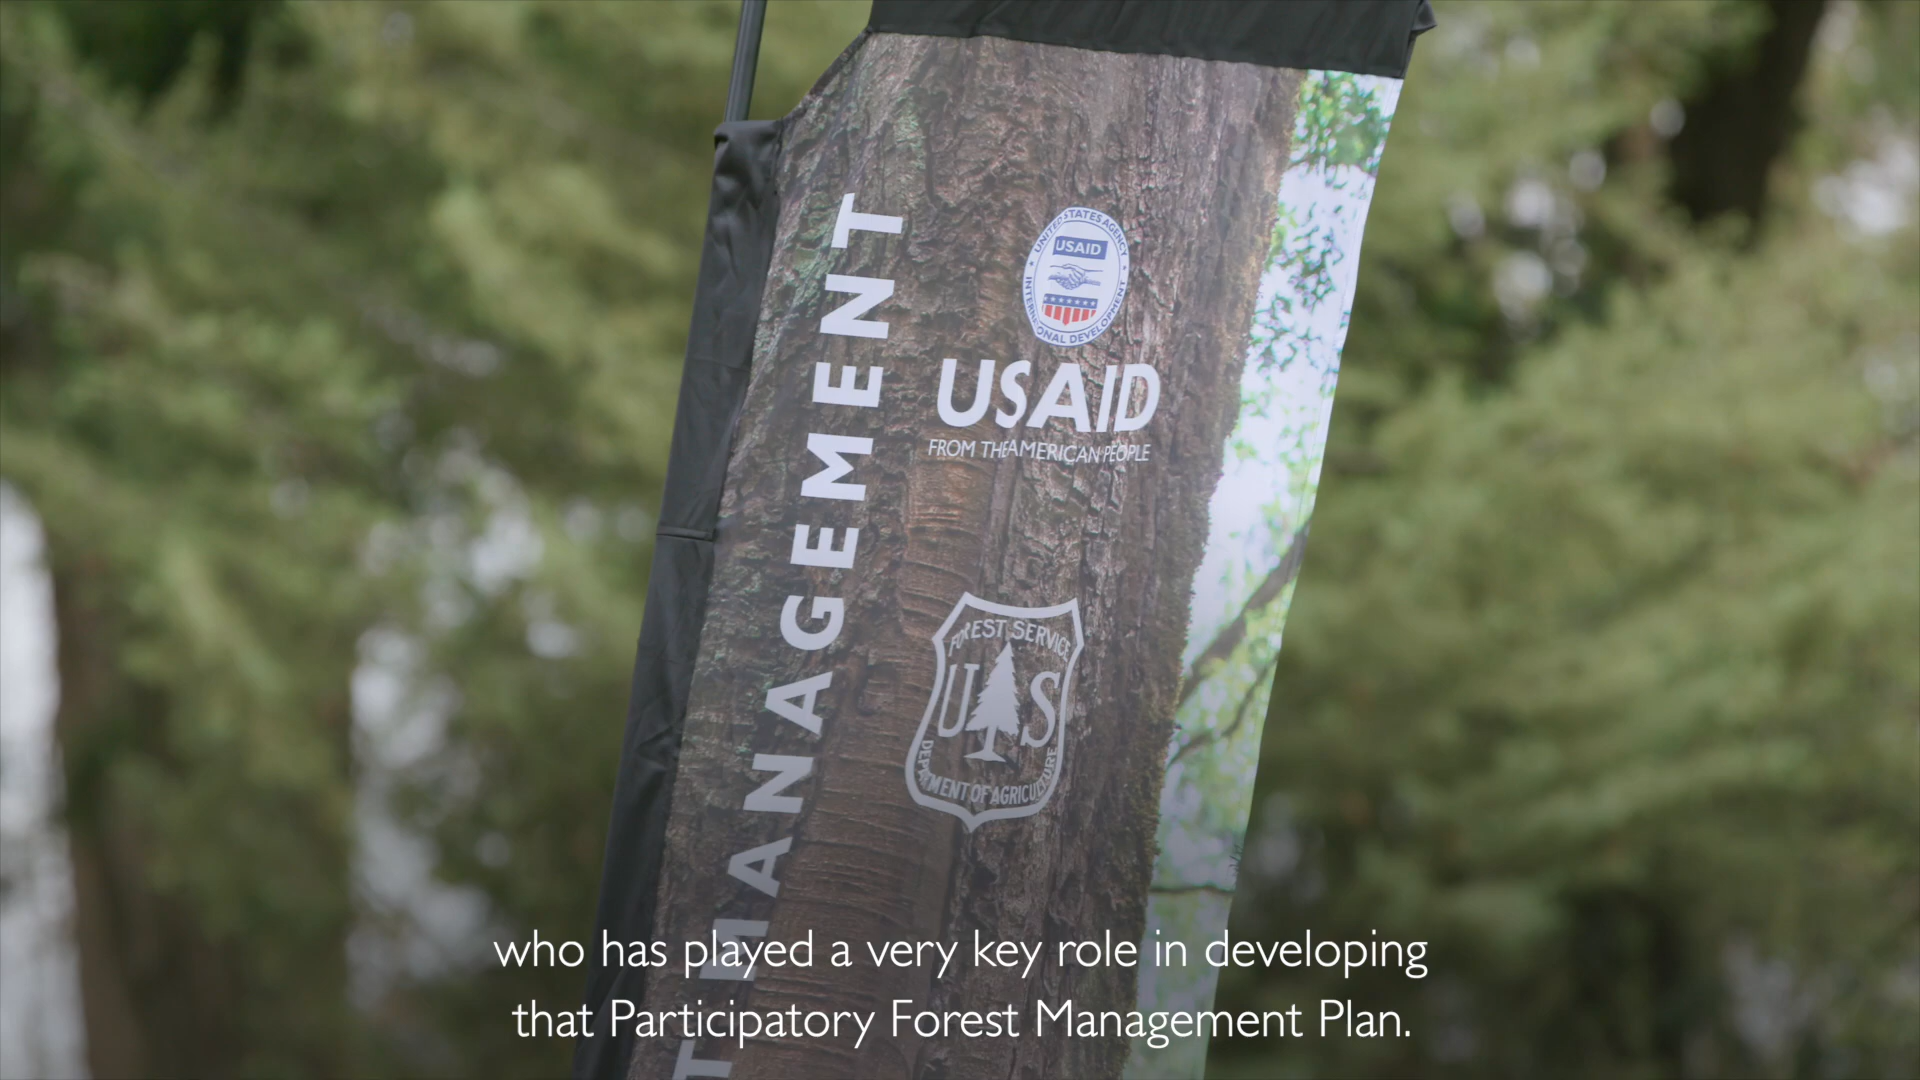 T MANAGEMENT
UNITED STATES AGENCY
USAID
INTERNATIONAL DEVELOPMENT
USAID
FROM THE AMERICAN PEOPLE
FOREST SERVICE
U S
DEPARTMENT OF AGRICULTURE
who has played a very key role in developing
that Participatory Forest Management Plan.